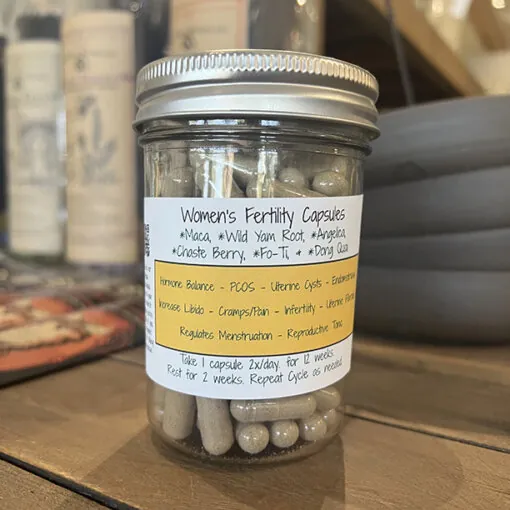 Women's Fertility Capsules
*Maca, *Wild Yam Root, *Angelica,
*Chaste Berry, *Fo-Ti, + *Dong Quai
Hormone Balance - PCOS - Uterine Cysts -
Increase Libido - Cramps/Pain - Infertility - Uterine
Regulates Menstruation - Reproductive Tonic
Take 1 capsule 2x/day. for 12 weeks.
Rest for 2 weeks. Repeat Cycle as needed